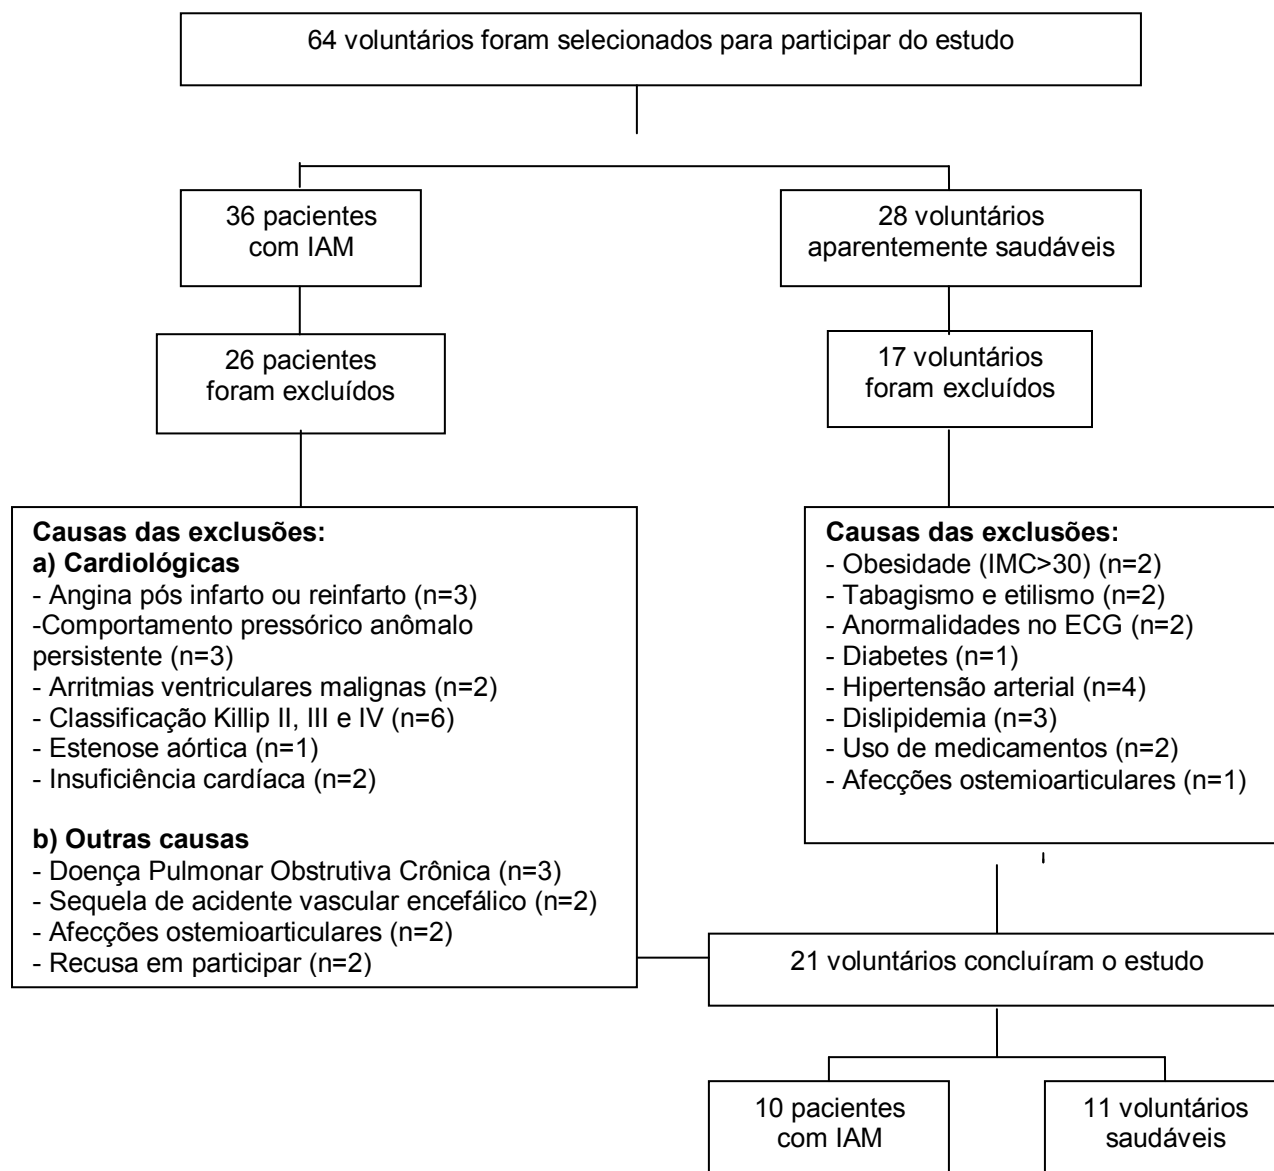 64 voluntários foram selecionados para participar do estudo
36 pacientes
com IAM
28 voluntários
aparentemente saudáveis
26 pacientes
foram excluídos
17 voluntários
foram excluídos
Causas das exclusões:
a) Cardiológicas
- Angina pós infarto ou reinfarto (n=3)
-Comportamento pressórico anômalo
persistente (n=3)
- Arritmias ventriculares malignas (n=2)
- Classificação Killip II, III e IV (n=6)
- Estenose aórtica (n=1)
- Insuficiência cardíaca (n=2)
b) Outras causas
- Doença Pulmonar Obstrutiva Crônica (n=3)
- Sequela de acidente vascular encefálico (n=2)
- Afecções ostemioarticulares (n=2)
- Recusa em participar (n=2)
Causas das exclusões:
- Obesidade (IMC>30) (n=2)
- Tabagismo e etilismo (n=2)
- Anormalidades no ECG (n=2)
- Diabetes (n=1)
- Hipertensão arterial (n=4)
- Dislipidemia (n=3)
- Uso de medicamentos (n=2)
- Afecções ostemioarticulares (n=1)
21 voluntários concluíram o estudo
10 pacientes
com IAM
11 voluntários
saudáveis